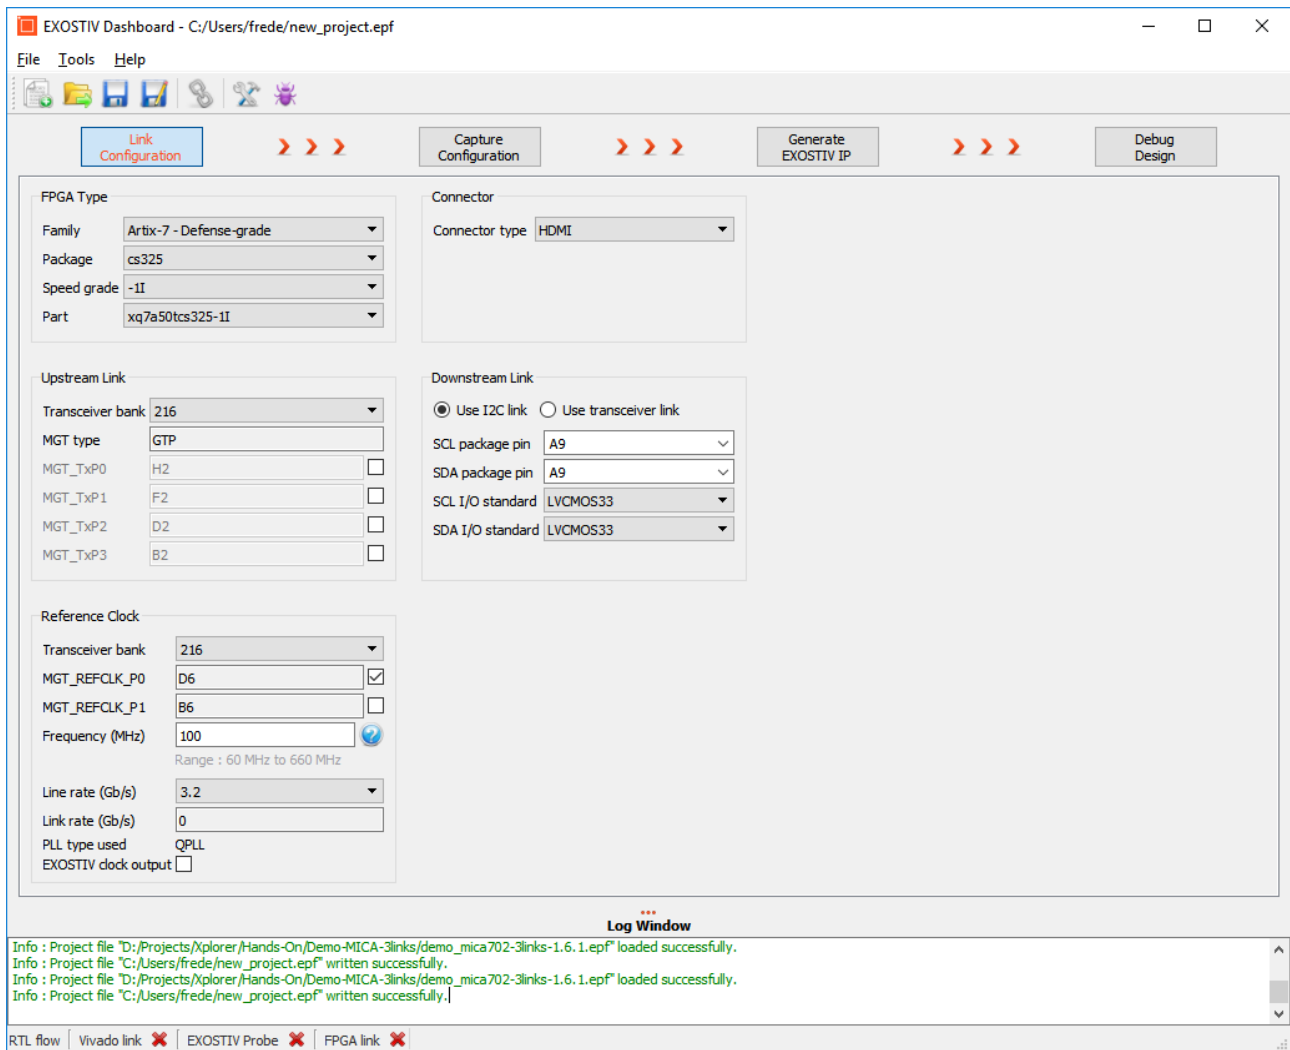 EXOSTIV Dashboard - C:/Users/frede/new_project.epf
File Tools Help
Link
Configuration
Capture
Configuration
Generate
EXOSTIV IP
Debug
Design
FPGA Type
Family Artix-7 - Defense-grade
Package cs325
Speed grade -1I
Part xq7a50tcs325-1I
Connector
Connector type HDMI
Upstream Link
Transceiver bank 216
MGT type GTP
MGT_TxP0 H2
MGT_TxP1 F2
MGT_TxP2 D2
MGT_TxP3 B2
Downstream Link
Use I2C link Use transceiver link
SCL package pin A9
SDA package pin A9
SCL I/O standard LVCMOS33
SDA I/O standard LVCMOS33
Reference Clock
Transceiver bank 216
MGT_REFCLK_P0 D6
MGT_REFCLK_P1 B6
Frequency (MHz) 100
Range : 60 MHz to 660 MHz
Line rate (Gb/s) 3.2
Link rate (Gb/s) 0
PLL type used QPLL
EXOSTIV clock output
Log Window
Info : Project file "D:/Projects/Xplorer/Hands-On/Demo-MICA-3links/demo_mica702-3links-1.6.1.epf" loaded successfully.
Info : Project file "C:/Users/frede/new_project.epf" written successfully.
Info : Project file "D:/Projects/Xplorer/Hands-On/Demo-MICA-3links/demo_mica702-3links-1.6.1.epf" loaded successfully.
Info : Project file "C:/Users/frede/new_project.epf" written successfully.
RTL flow Vivado link EXOSTIV Probe FPGA link